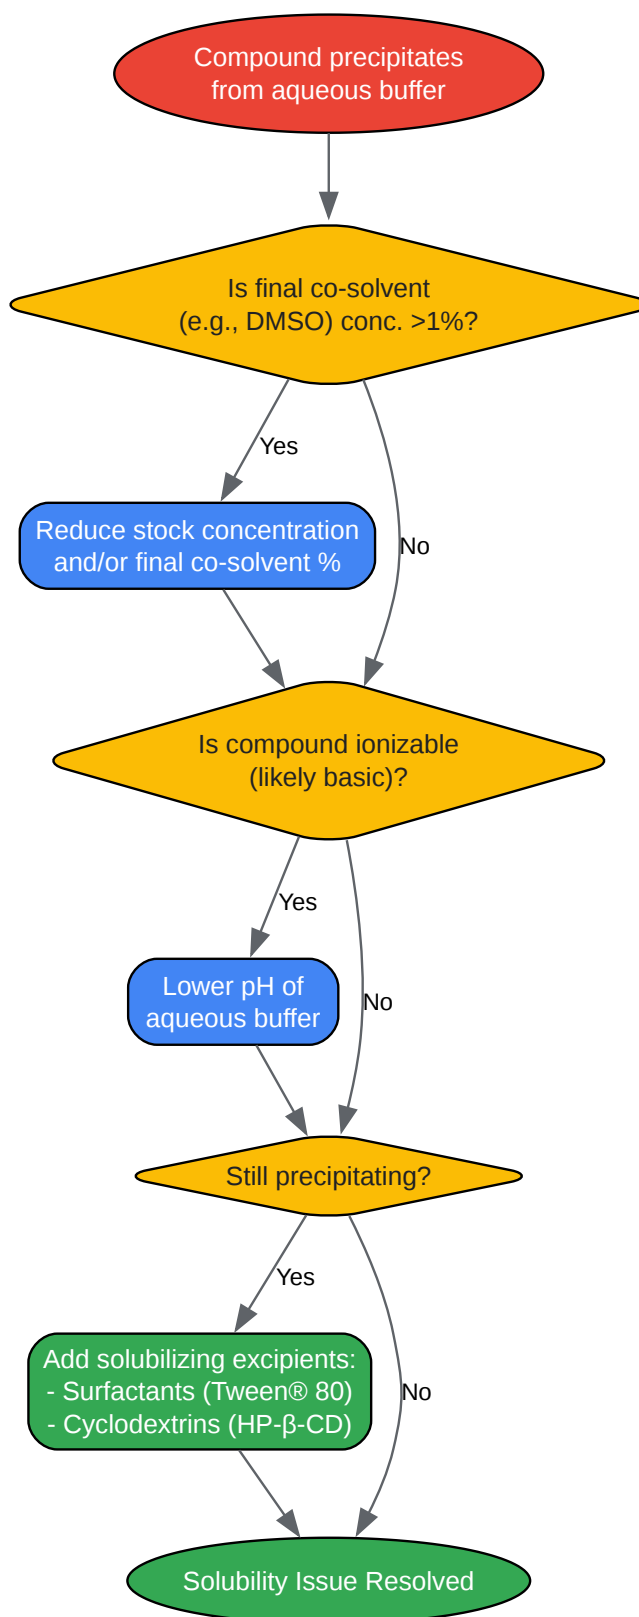 Compound precipitates
from aqueous buffer
Is final co-solvent
(e.g., DMSO) conc. >1%?
Yes
Reduce stock concentration
and/or final co-solvent %
No
Is compound ionizable
(likely basic)?
Yes
Lower pH of
aqueous buffer
No
Still precipitating?
Yes
Add solubilizing excipients:
- Surfactants (Tween® 80)
- Cyclodextrins (HP-β-CD)
No
Solubility Issue Resolved